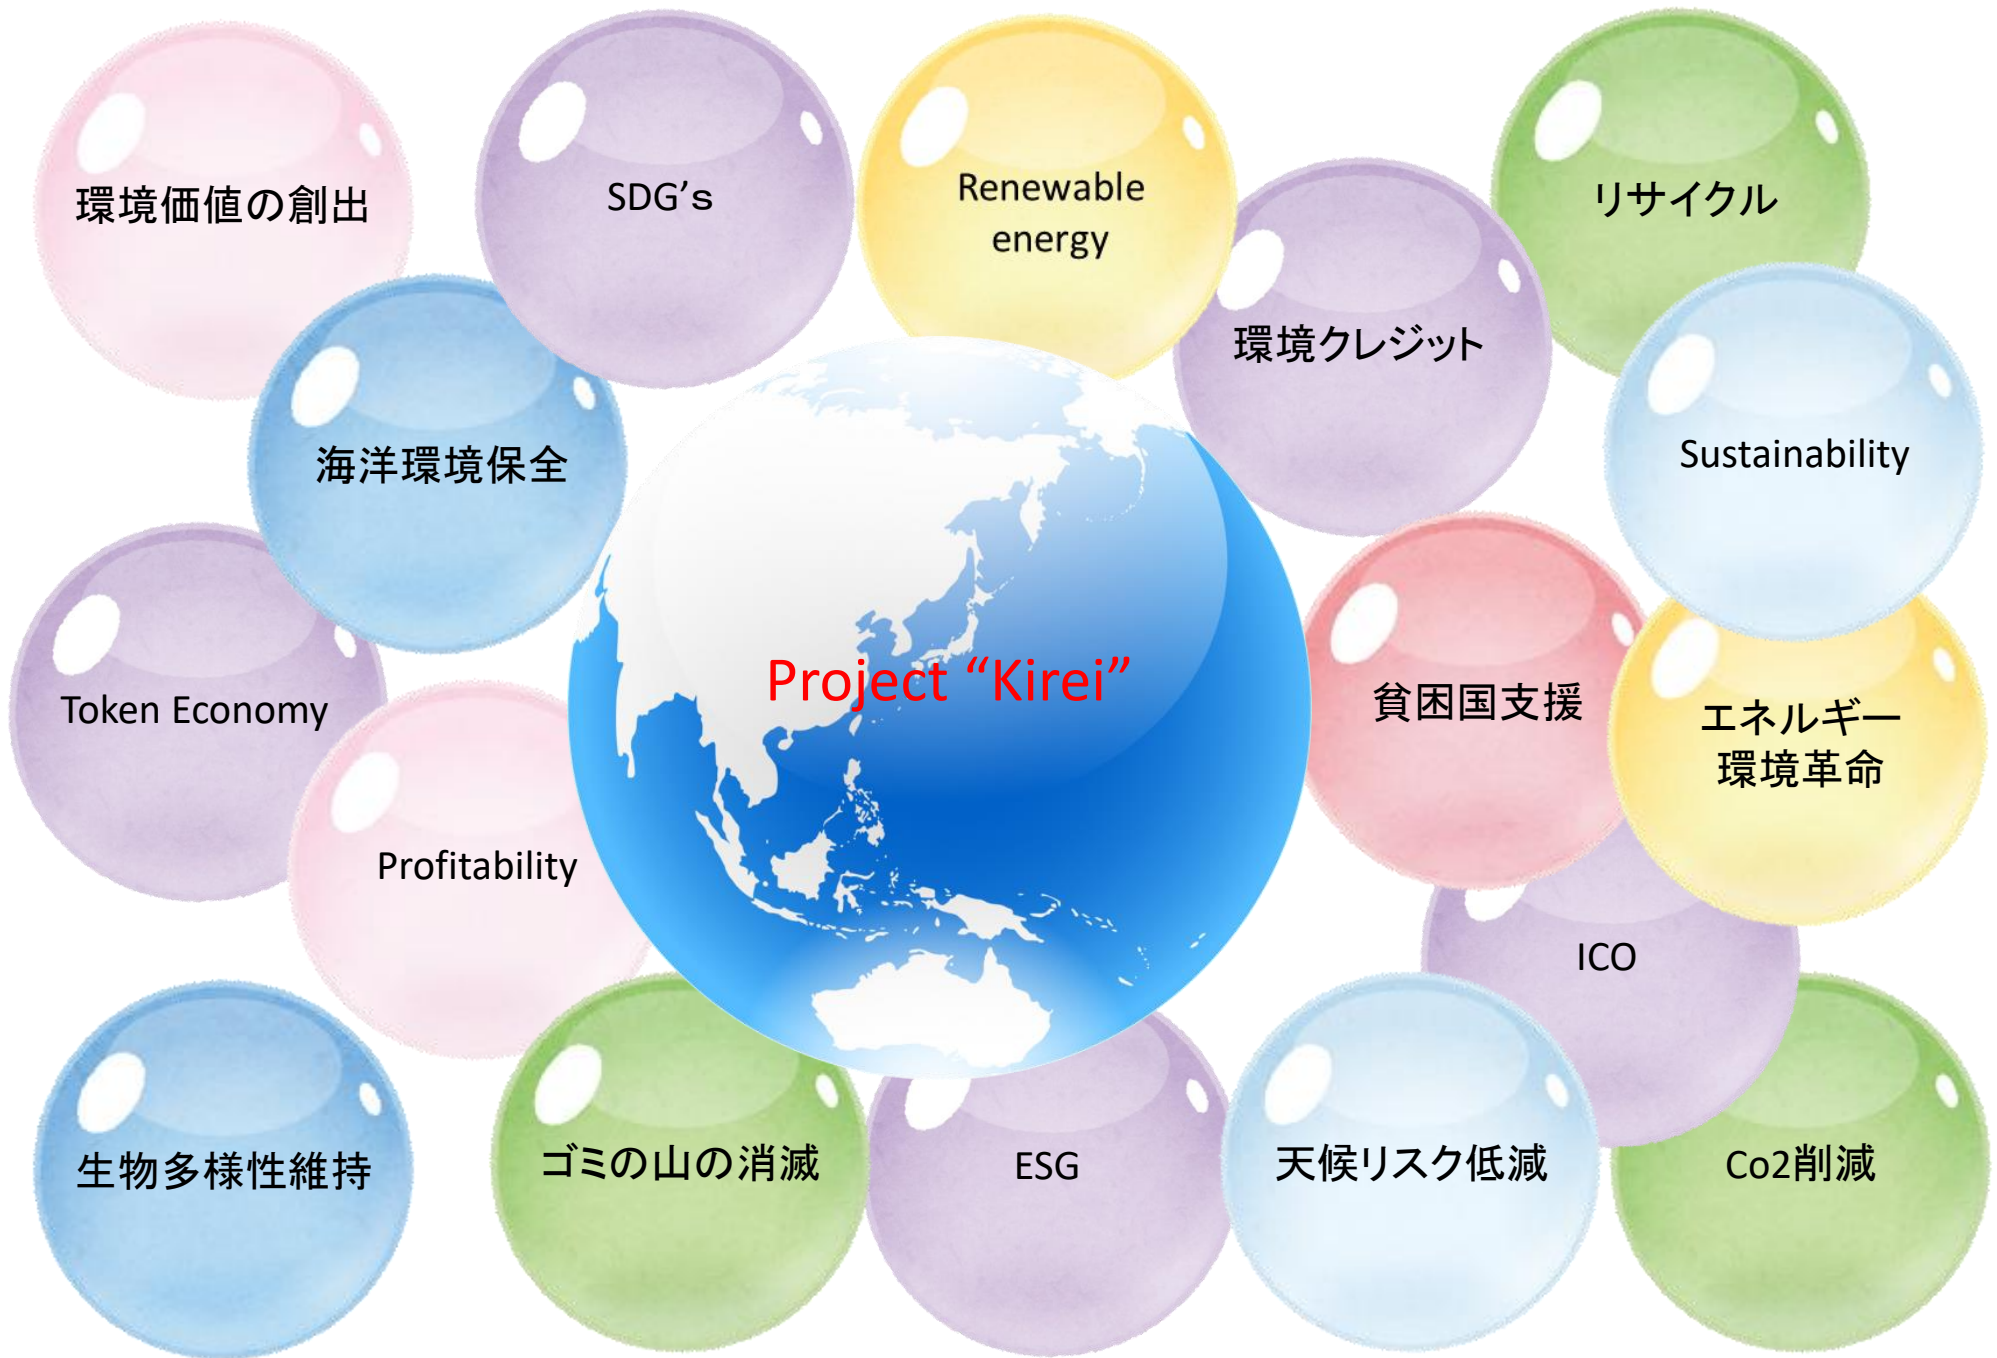 環境価値の創出
SDG’ｓ
Renewable
energy
リサイクル
環境クレジット
海洋環境保全
Sustainability
Project “Kirei”
Token Economy
貧困国支援
エネルギー
環境革命
Profitability
ICO
生物多様性維持
ゴミの山の消滅
ESG
天候リスク低減
Co2削減